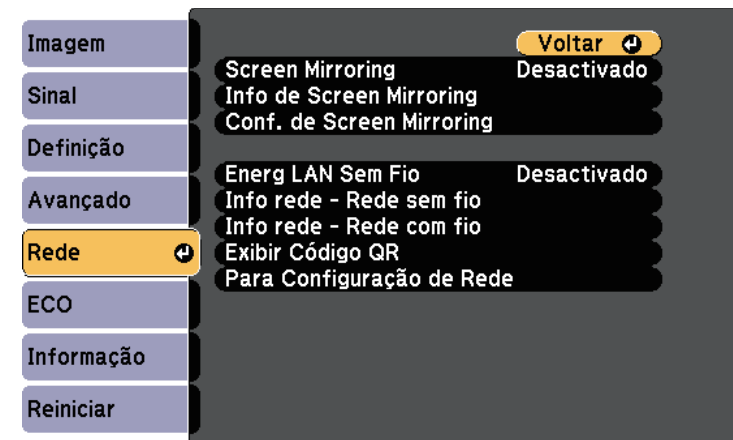 Imagem
Sinal
Definição
Avançado
Rede
ECO
Informação
Reiniciar
Voltar
Screen Mirroring Desactivado
Info de Screen Mirroring
Conf. de Screen Mirroring
Energ LAN Sem Fio Desactivado
Info rede - Rede sem fio
Info rede - Rede com fio
Exibir Código QR
Para Configuração de Rede